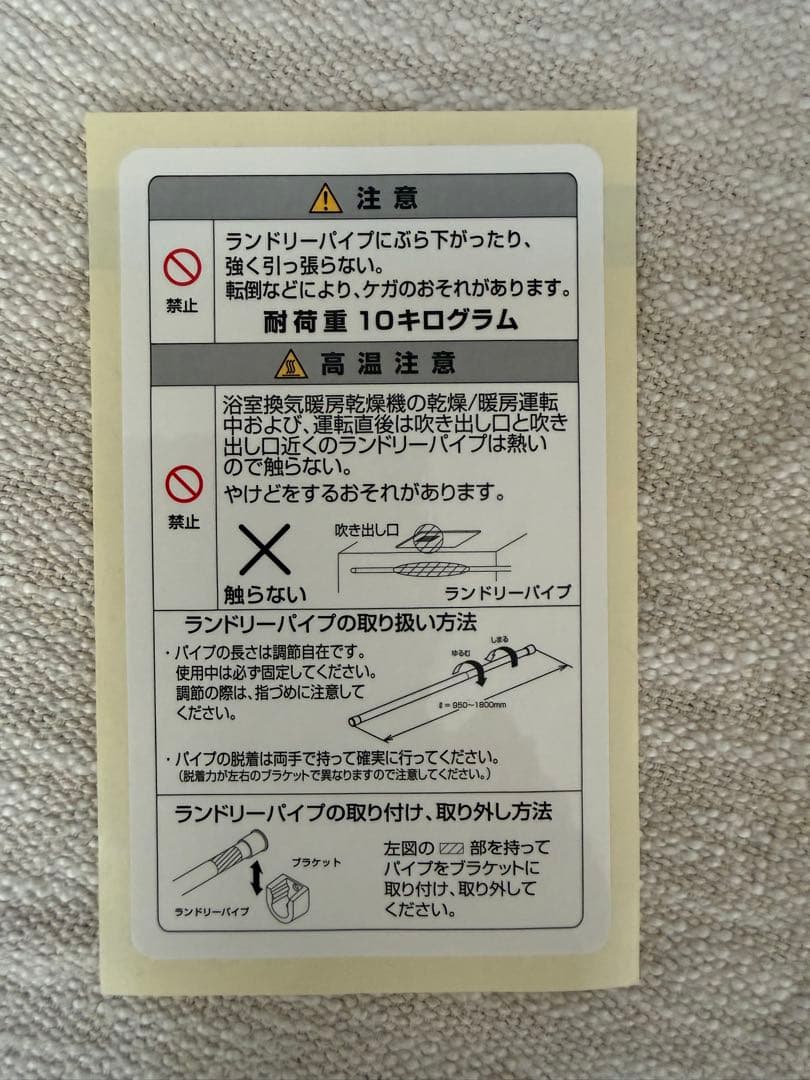 注意
禁止
ランドリーパイプにぶら下がったり、
強く引っ張らない。
転倒などにより、ケガのおそれがあります。
耐荷重 10キログラム
高温注意
禁止
浴室換気暖房乾燥機の乾燥/暖房運転
中および、運転直後は吹き出し口と吹き
出し口近くのランドリーパイプは熱い
ので触らない。
やけどをするおそれがあります。
触らない
吹き出し口
ランドリーパイプ
ランドリーパイプの取り扱い方法
・パイプの長さは調節自在です。
使用中は必ず固定してください。
調節の際は、指づめに注意して
ください。
ゆるむ
しまる
ℓ=950~1800mm
・パイプの脱着は両手で持って確実に行ってください。
(脱着力が左右のブラケットで異なりますので注意してください。)
ランドリーパイプの取り付け、取り外し方法
ブラケット
ランドリーパイプ
左図の 部を持って
パイプをブラケットに
取り付け、取り外して
ください。